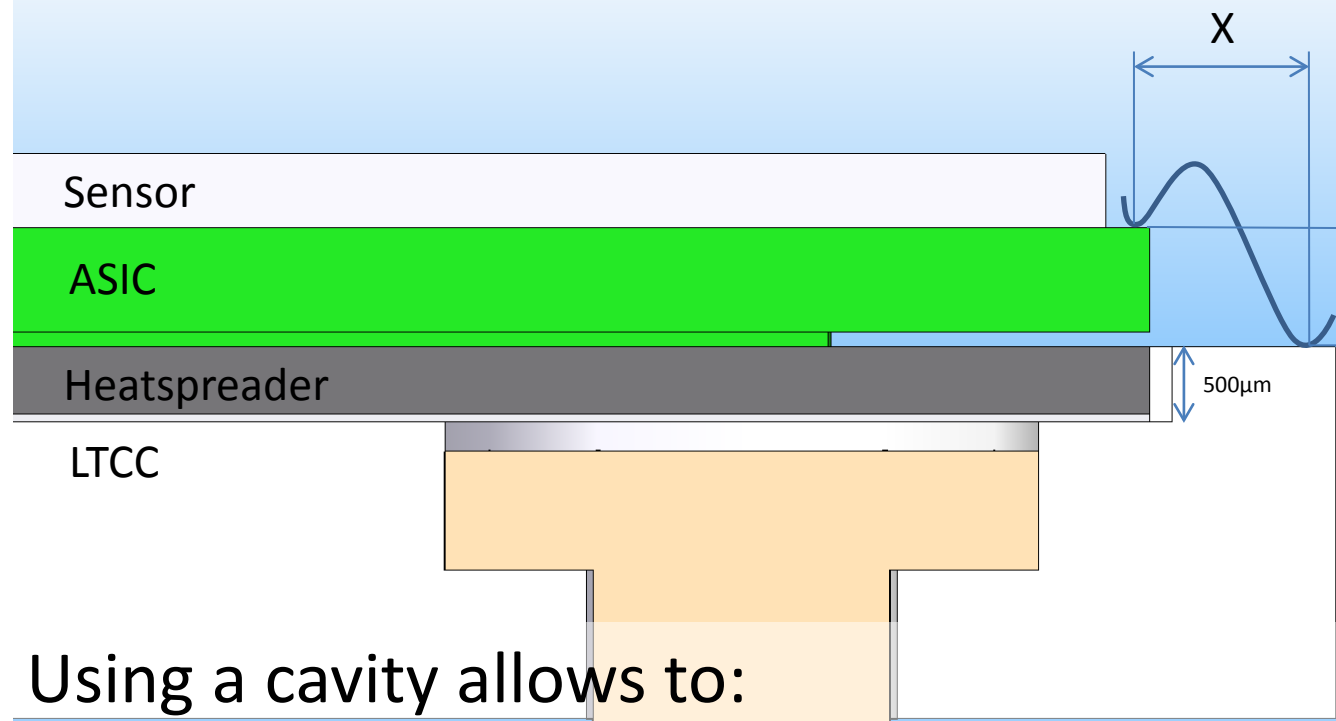 X
Sensor
ASIC
Heatspreader
500µm
LTCC
Using a cavity allows to: